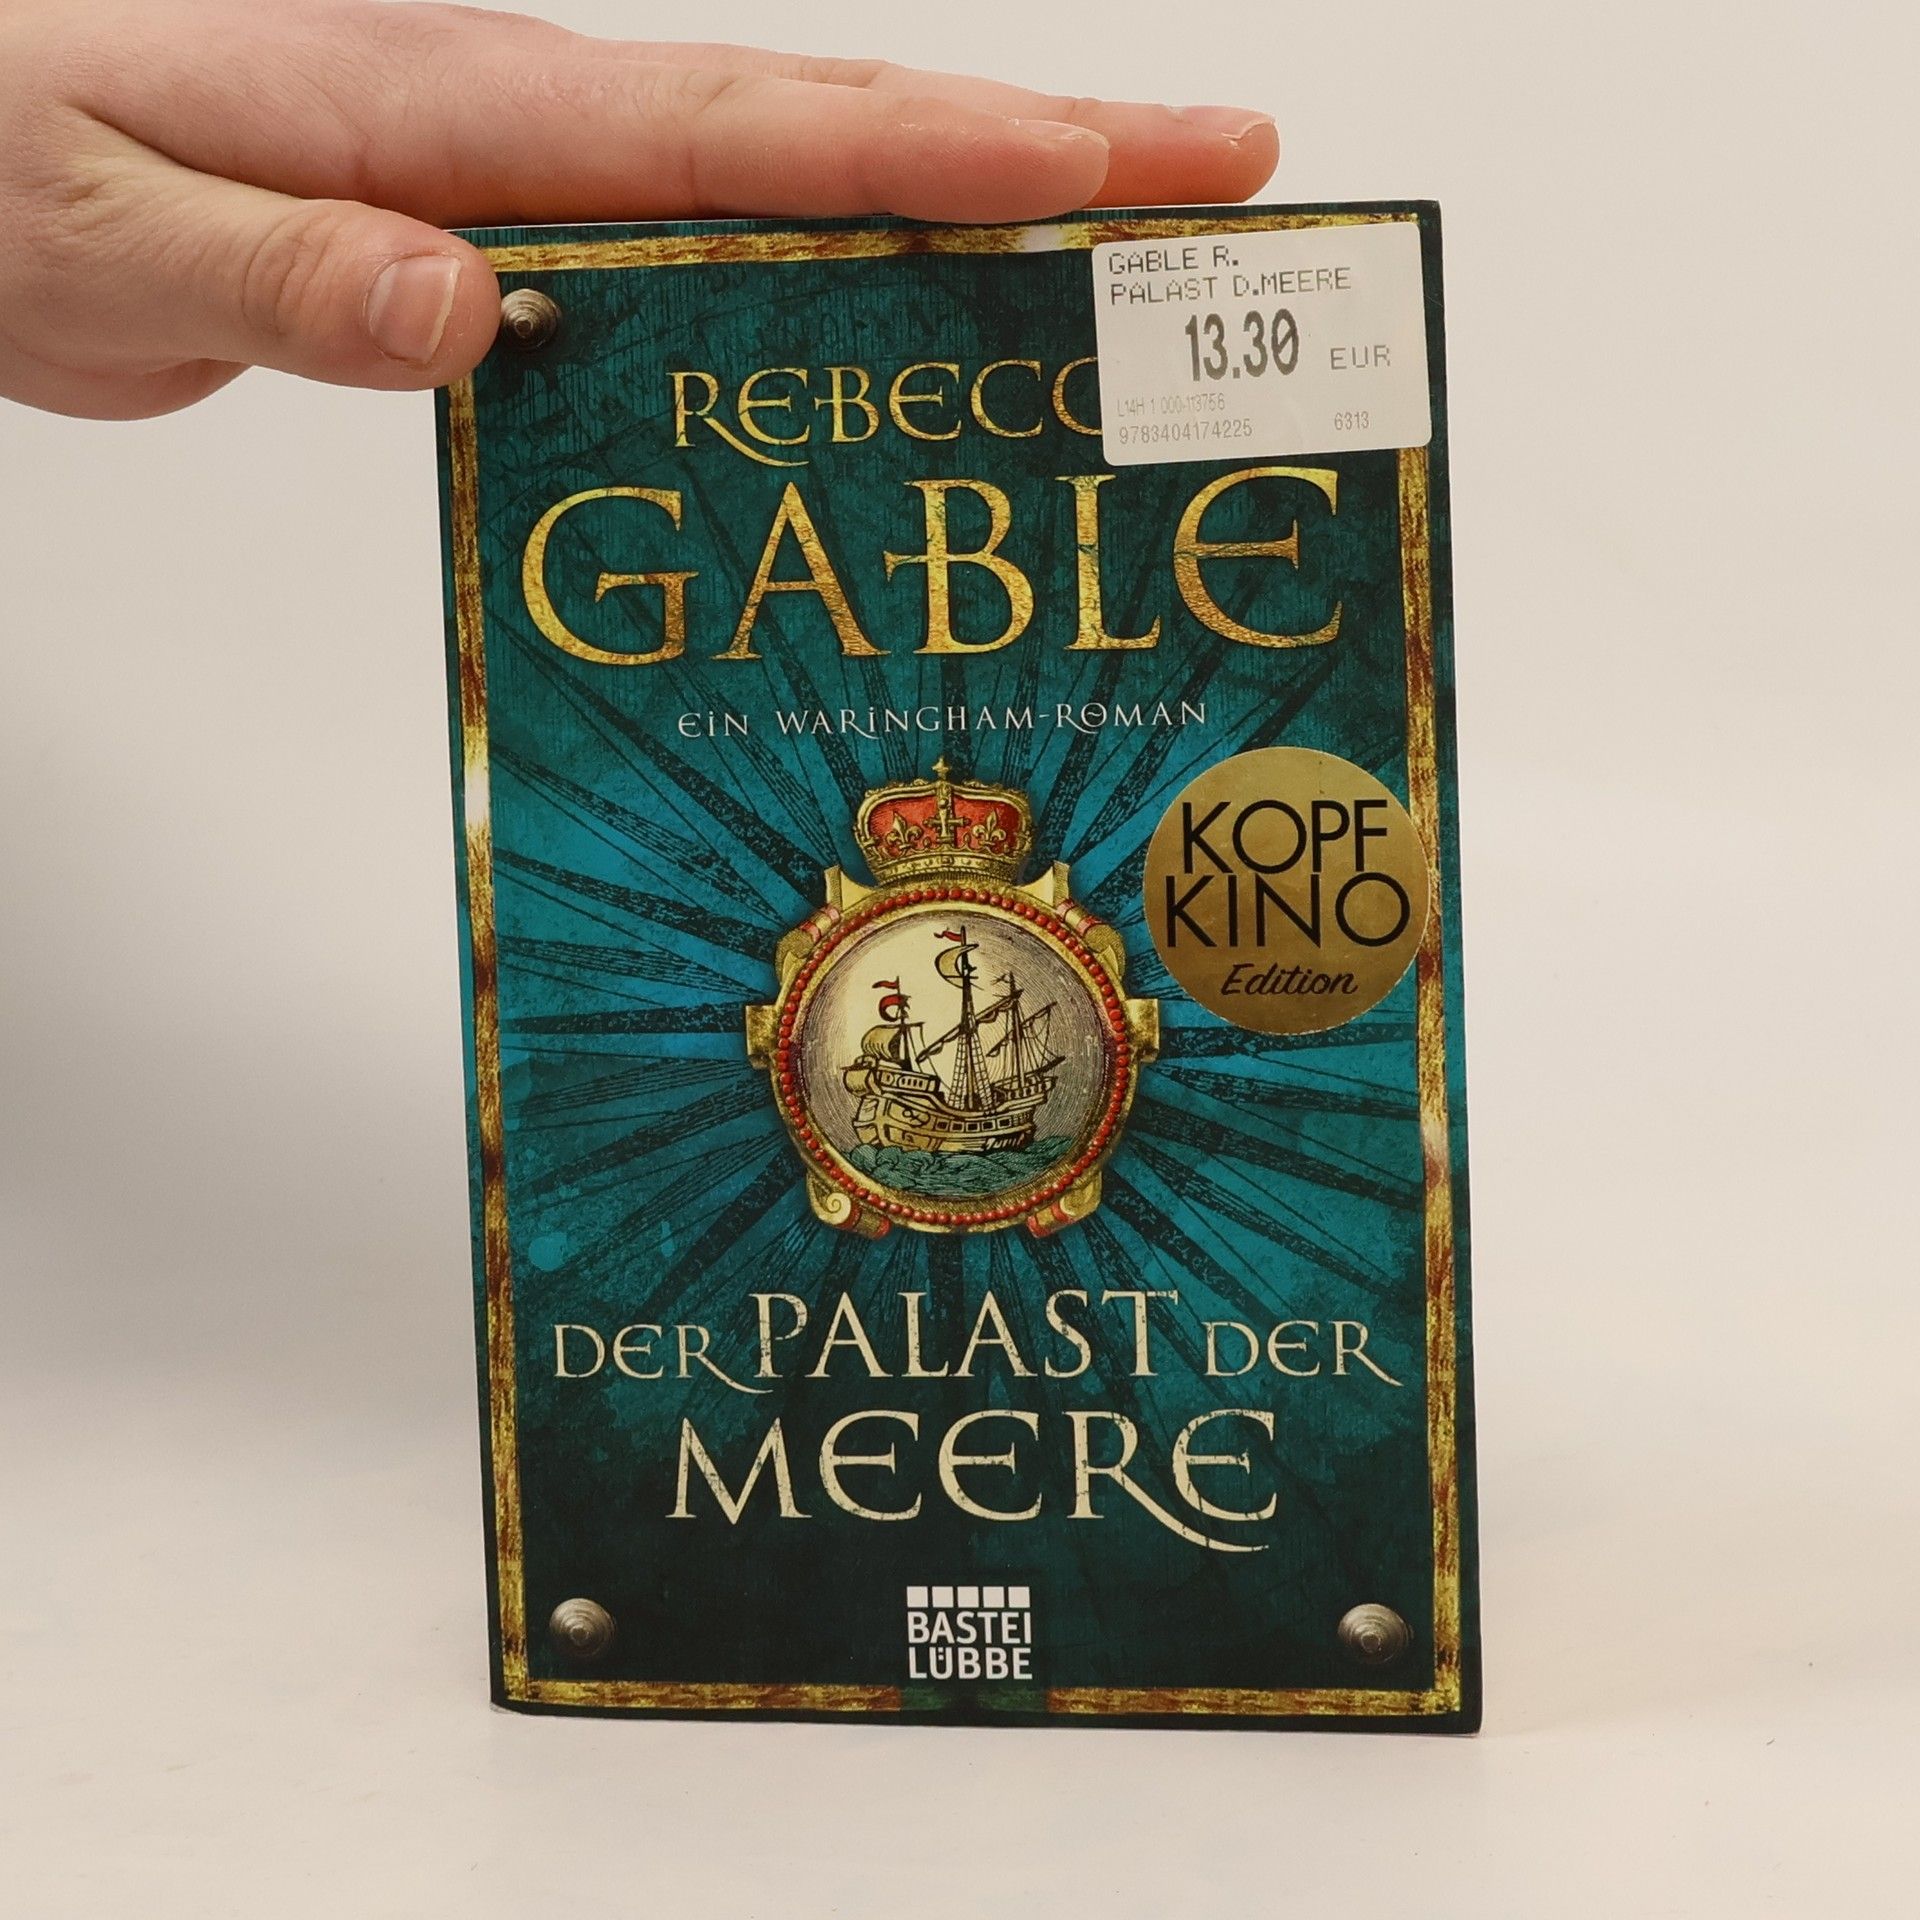 GABLE R.
PALAST D.MEERE
13.30 EUR
L14H 1 000-113756
9783404174225 6313
REBECC
GABLE
EIN WARINGHAM-ROMAN
KOPF
KINO
Edition
DER PALAST DER
MEERE
BASTEI
LÜBBE